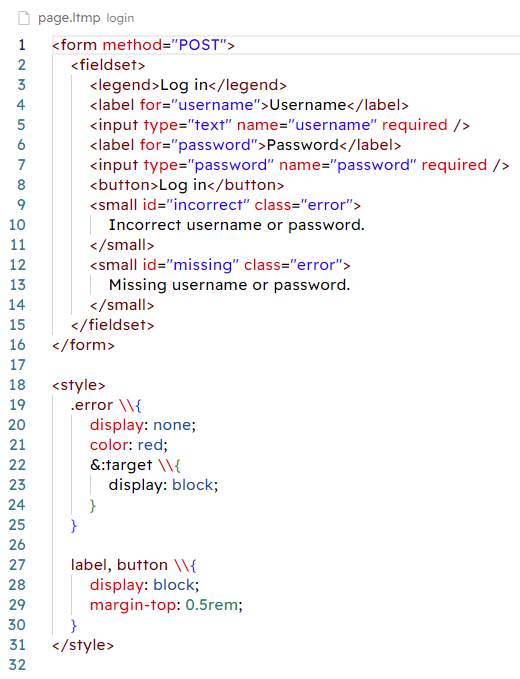 page.ltmp login
1 <form method="POST">
2 <fieldset>
3 <legend>Log in</legend>
4 <label for="username">Username</label>
5 <input type="text" name="username" required />
6 <label for="password">Password</label>
7 <input type="password" name="password" required />
8 <button>Log in</button>
9 <small id="incorrect" class="error">
10 Incorrect username or password.
11 </small>
12 <small id="missing" class="error">
13 Missing username or password.
14 </small>
15 </fieldset>
16 </form>
17
18 <style>
19 .error \\{
20 display: none;
21 color: red;
22 &:target \\{
23 display: block;
24 }
25 }
26
27 label, button \\{
28 display: block;
29 margin-top: 0.5rem;
30 }
31 </style>
32